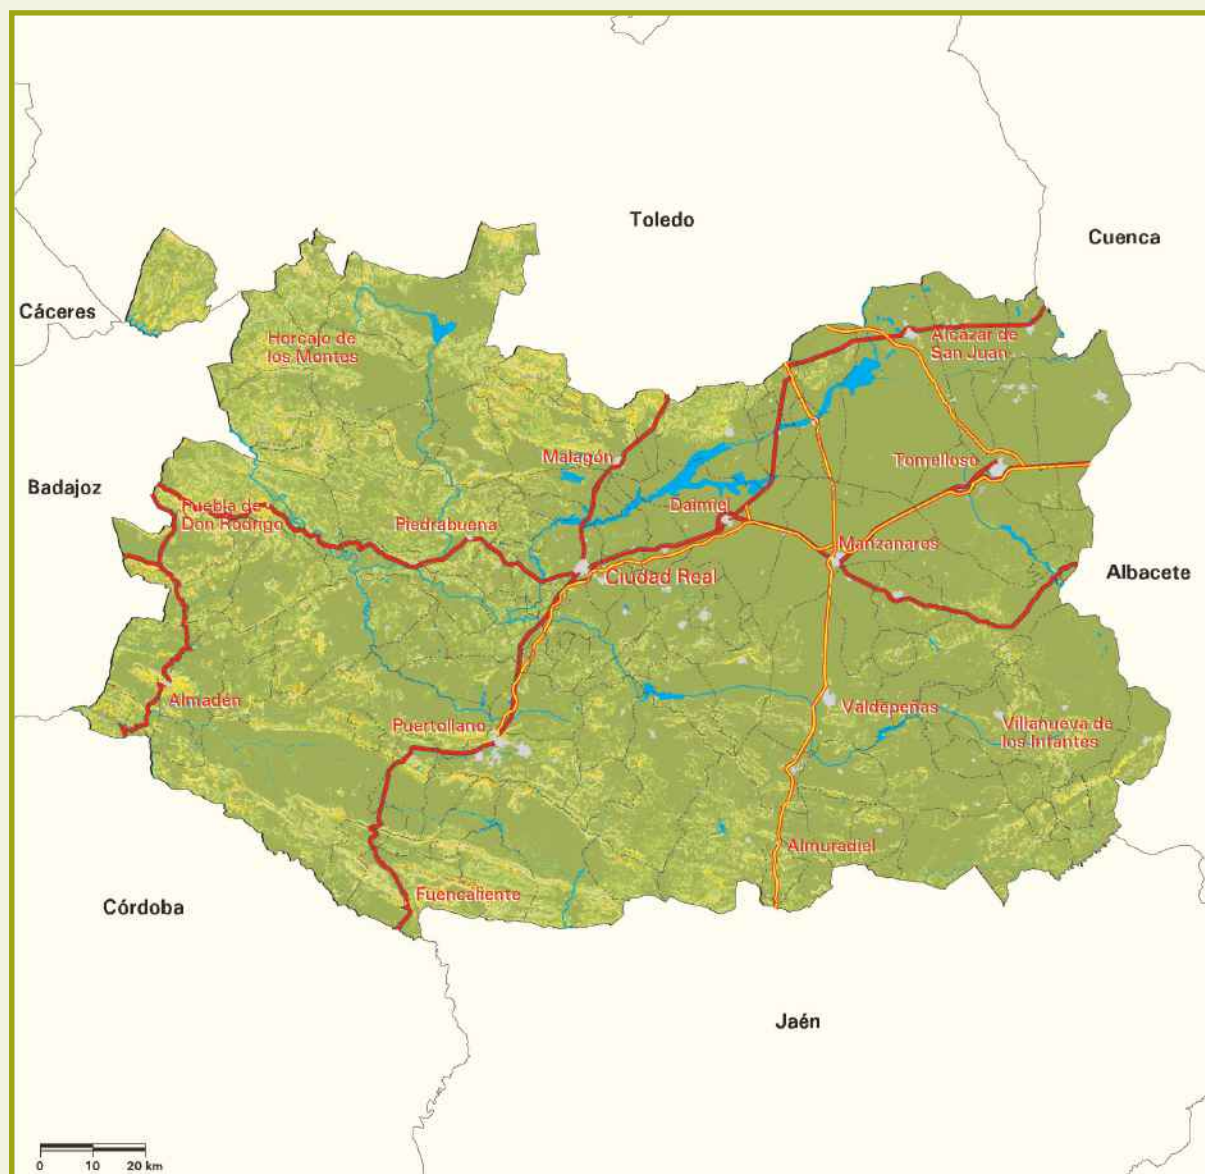 Toledo
Cuenca
Cáceres
Horcajo de
los Montes
Alcázar de
San Juan
Malagón
Tomelloso
Badajoz
Puebla de
Don Rodrigo
Piedrabuena
Daimiel
Manzanares
Ciudad Real
Albacete
Almadén
Puertollano
Valdepeñas
Villanueva de
los Infantes
Almuradiel
Fuencaliente
Córdoba
Jaén
0 10 20 km